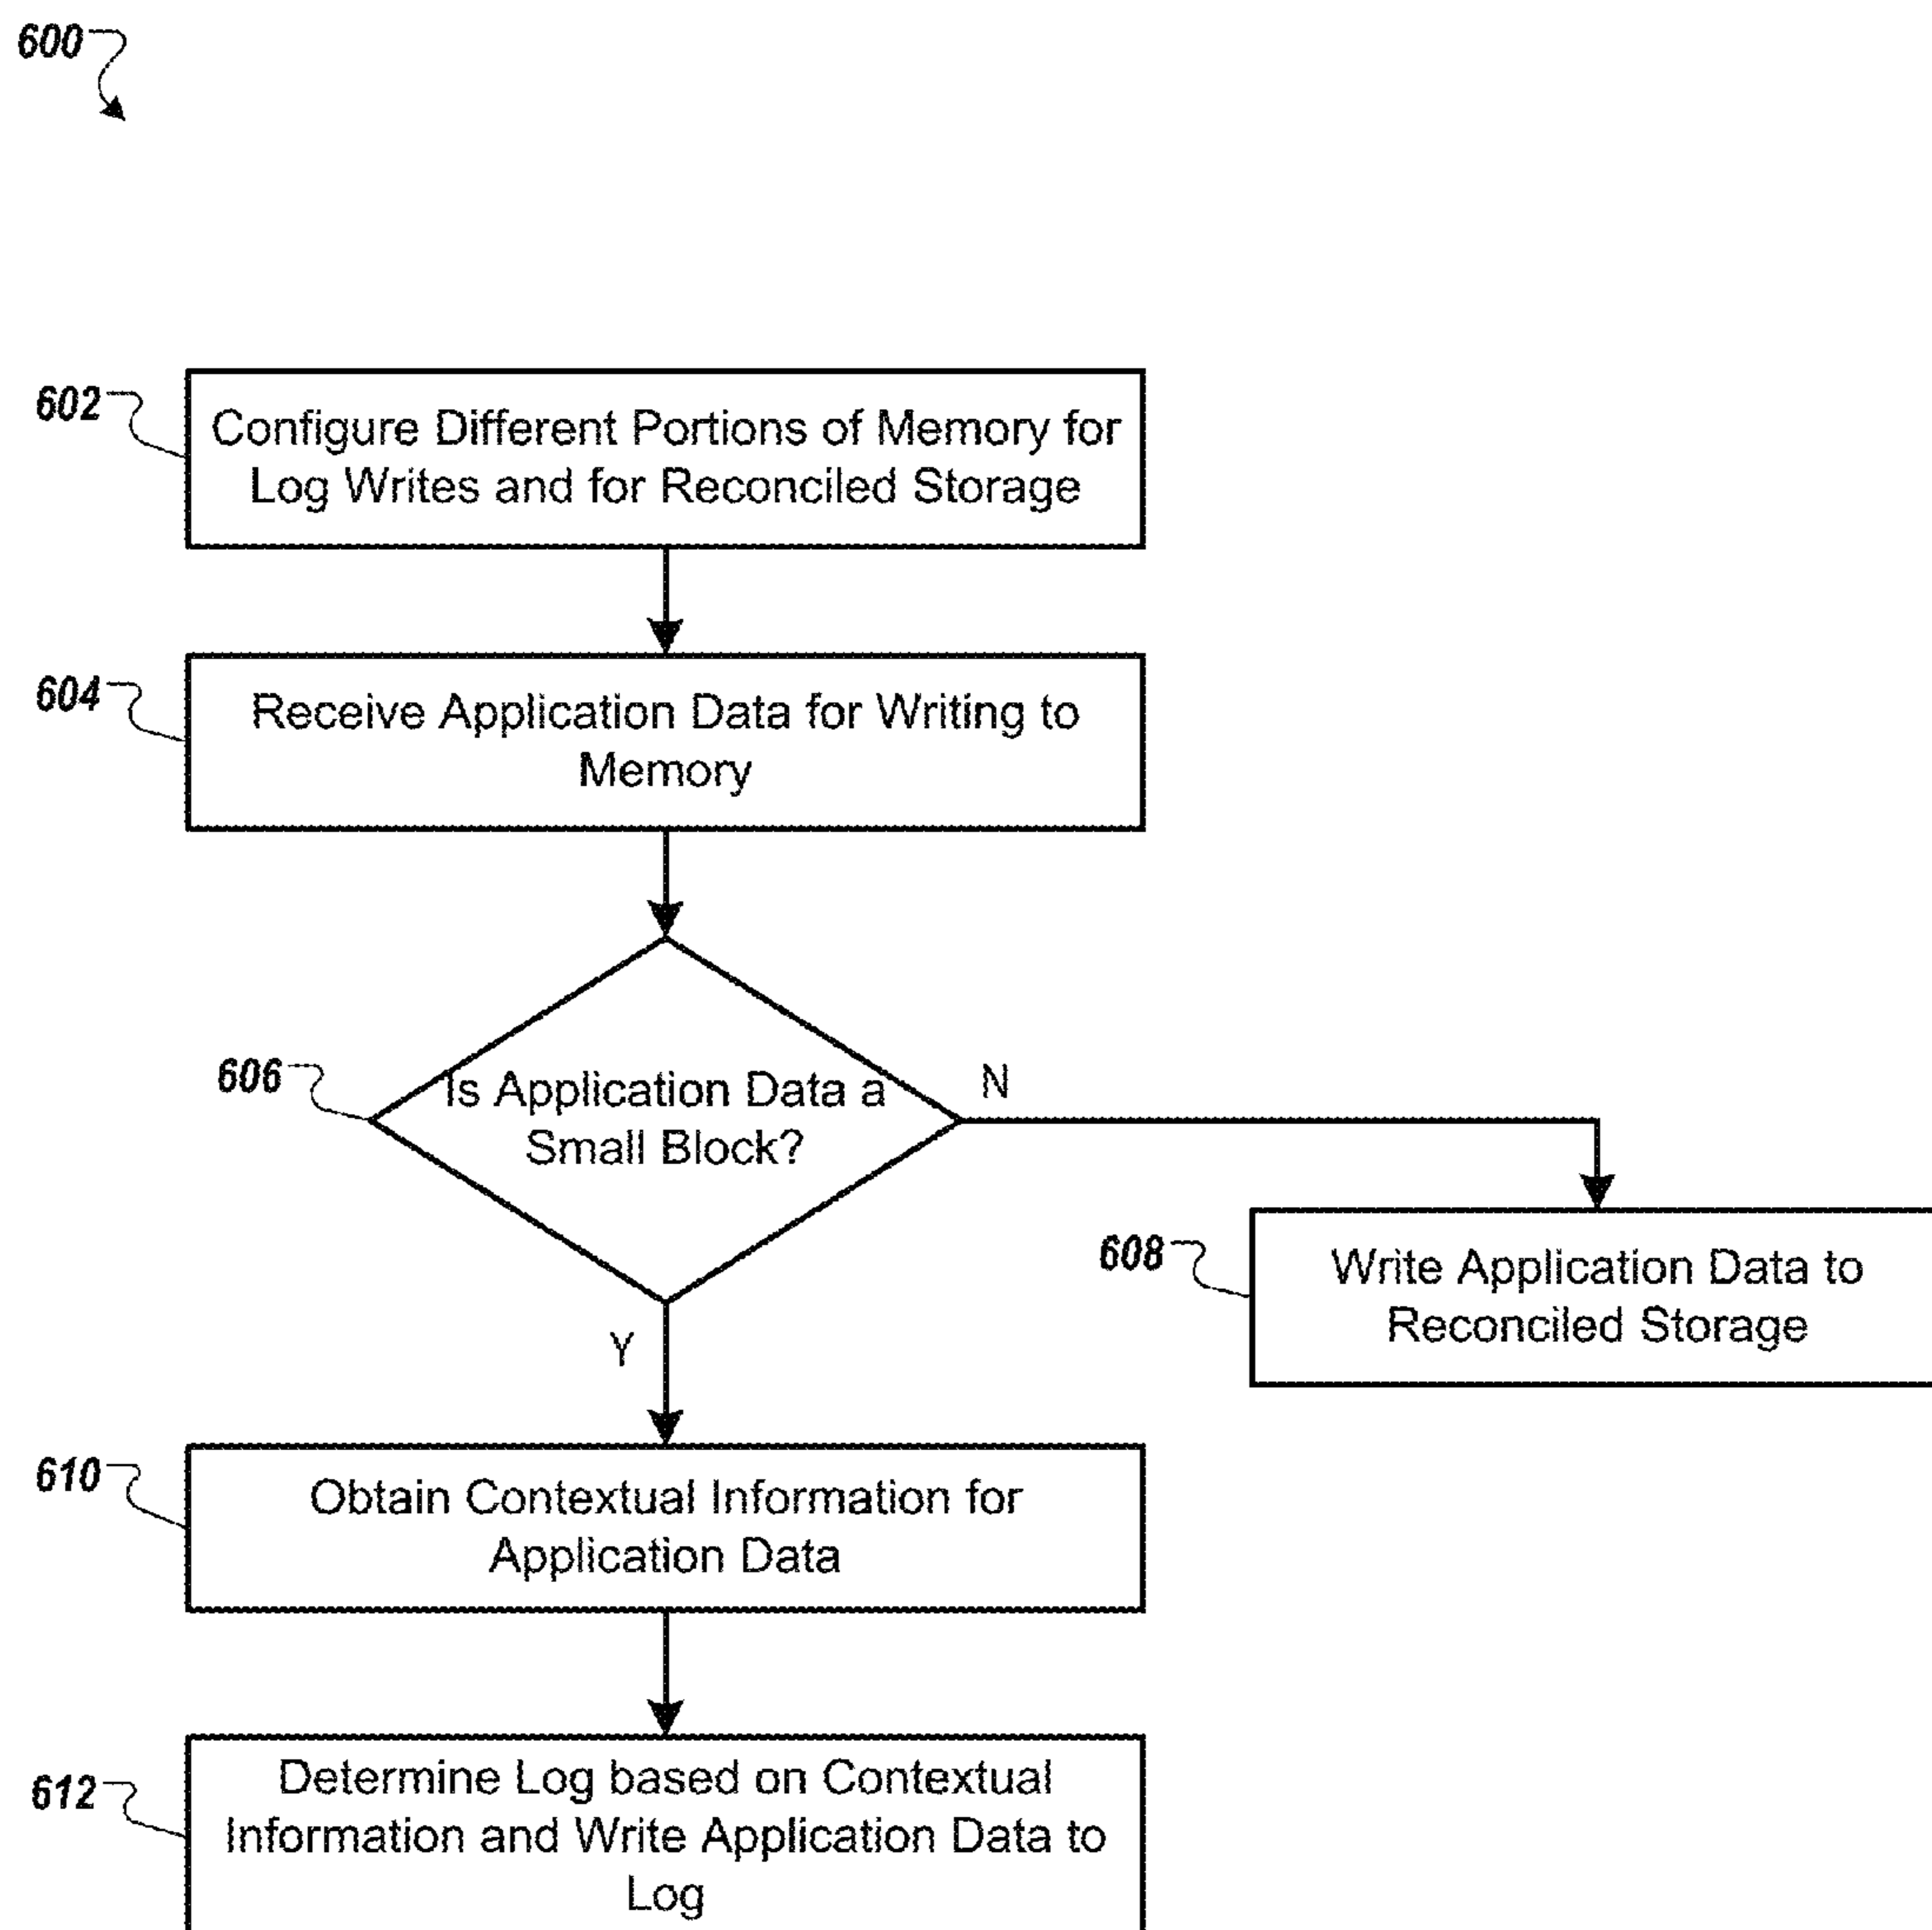 600
602
Configure Different Portions of Memory for
Log Writes and for Reconciled Storage
604
Receive Application Data for Writing to
Memory
606
Is Application Data a
Small Block?
N
Y
608
Write Application Data to
Reconciled Storage
610
Obtain Contextual Information for
Application Data
612
Determine Log based on Contextual
Information and Write Application Data to
Log